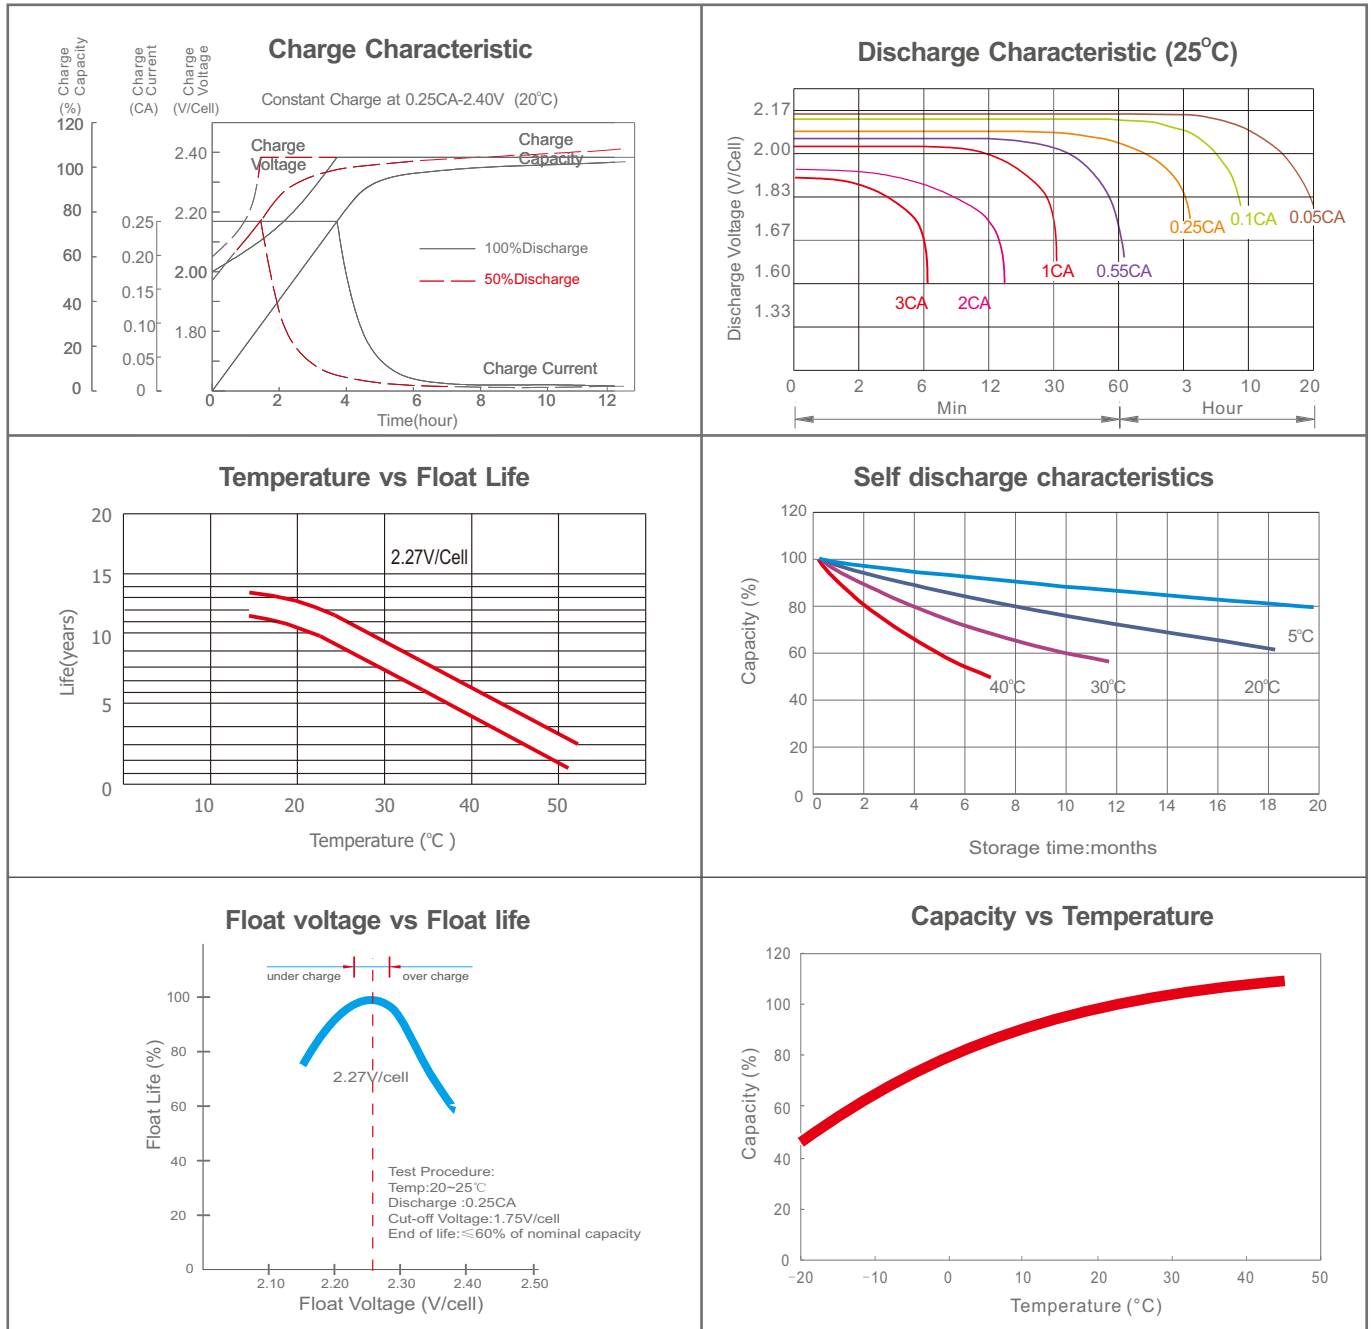 Charge Characteristic
Charge
Capacity
(%)
Charge
Current
(CA)
Charge
Voltage
(V/Cell)
Constant Charge at 0.25CA-2.40V (20°C)
120
100
80
60
40
20
0
0.25
0.20
0.15
0.10
0.05
0
2.40
2.20
2.00
1.80
Charge
Voltage
Charge
Capacity
100%Discharge
50%Discharge
Charge Current
0 2 4 6 8 10 12
Time(hour)
Discharge Characteristic (25°C)
Discharge Voltage (V/Cell)
2.17
2.00
1.83
1.67
1.60
1.33
3CA
2CA
1CA
0.55CA
0.25CA
0.1CA
0.05CA
0 2 6 12 30 60 3 10 20
Min Hour
Temperature vs Float Life
Life(years)
20
15
10
5
0
2.27V/Cell
10 20 30 40 50
Temperature (°C )
Self discharge characteristics
Capacity (%)
120
100
80
60
40
20
0
5°C
40°C 30°C 20°C
0 2 4 6 8 10 12 14 16 18 20
Storage time:months
Float voltage vs Float life
under charge over charge
Float Life (%)
100
80
60
40
20
0
2.27V/cell
Test Procedure:
Temp:20~25℃
Discharge :0.25CA
Cut-off Voltage:1.75V/cell
End of life:≤60% of nominal capacity
2.10 2.20 2.30 2.40 2.50
Float Voltage (V/cell)
Capacity vs Temperature
Capacity (%)
120
100
80
60
40
20
0
-20 -10 0 10 20 30 40 50
Temperature (°C)